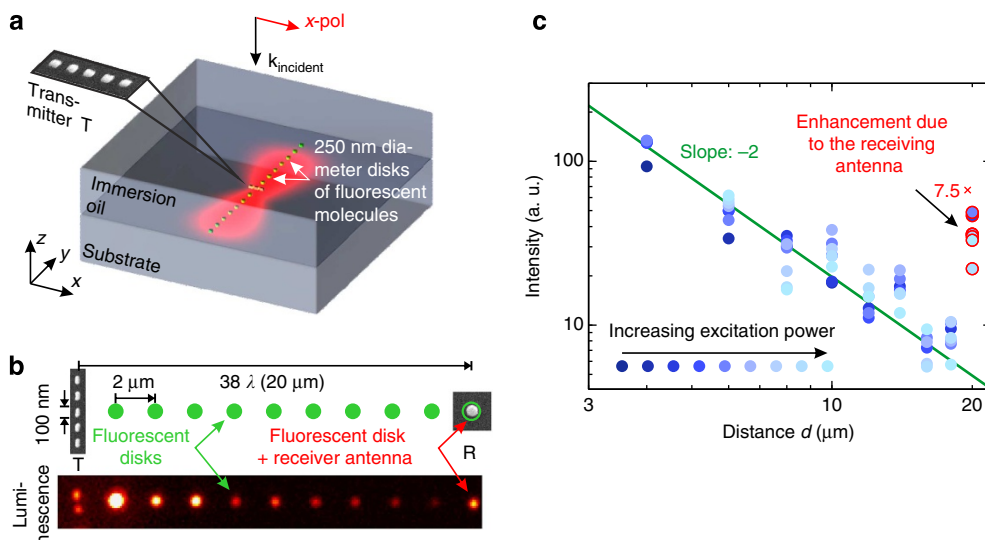 a
x-pol
k_incident
Trans-
mitter T
250 nm dia-
meter disks
of fluorescent
molecules
Immersion
oil
Substrate
z
y
x
b
2 µm
38 λ (20 µm)
100 nm
T
Fluorescent
disks
Fluorescent disk
+ receiver antenna
R
Lumi-
nescence
c
Intensity (a. u.)
100
10
Slope: –2
Enhancement due
to the receiving
antenna
7.5 ×
Increasing excitation power
3
10
20
Distance d (µm)